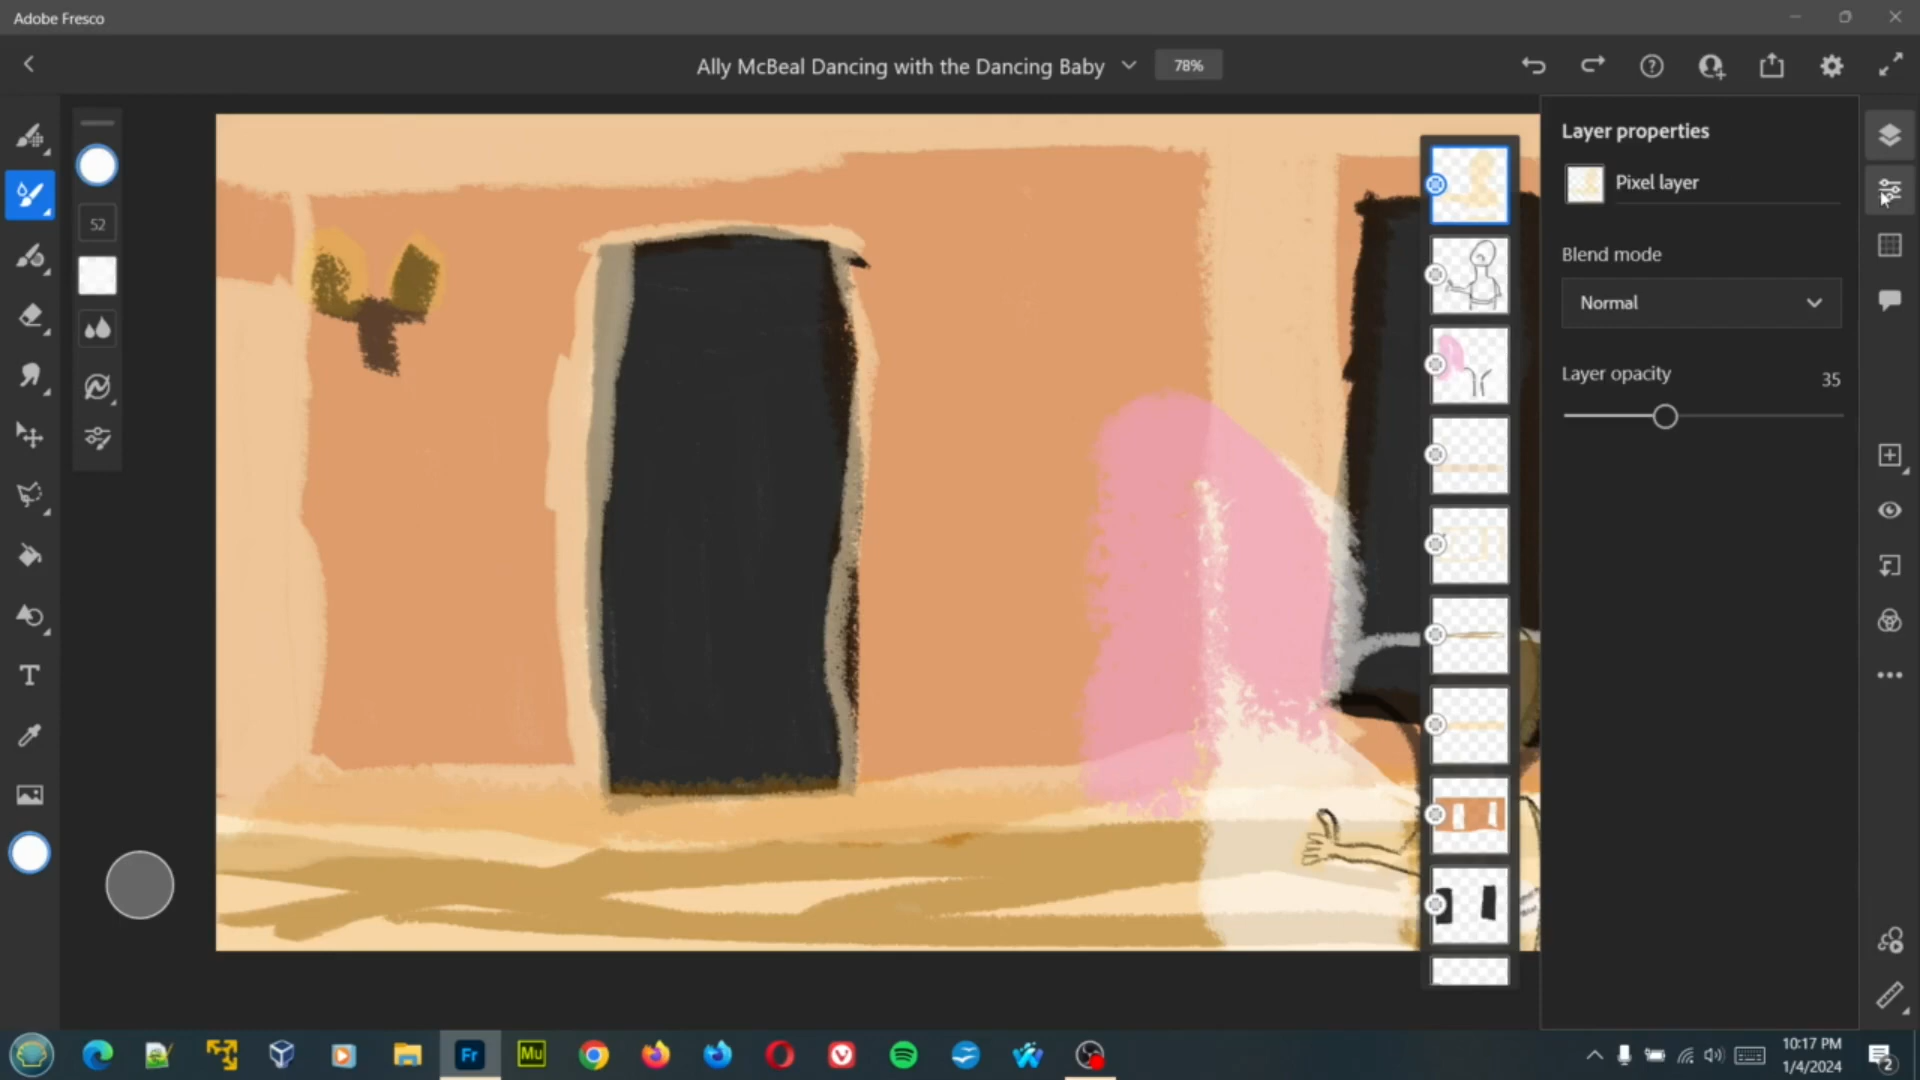 Adobe Fresco
Ally McBeal Dancing with the Dancing Baby
78%
Layer properties
Pixel layer
52
Blend mode
Normal
Layer opacity
35
T
Fr
Mu
10:17 PM
1/4/2024
2